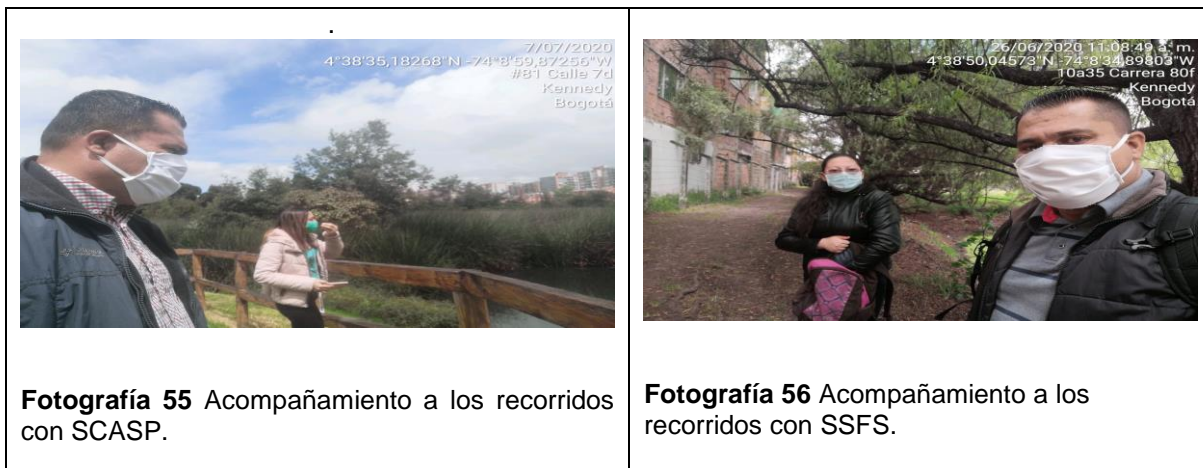 .
7/07/2020
4°38'35,18268"N -74°8'59,87256"W
#81 Calle 7d
Kennedy
Bogotá
26/06/2020 11:08:49 a. m.
4°38'50,04573"N -74°8'34,89803"W
10a35 Carrera 80f
Kennedy
Bogotá
Fotografía 55 Acompañamiento a los recorridos
con SCASP.
Fotografía 56 Acompañamiento a los
recorridos con SSFS.